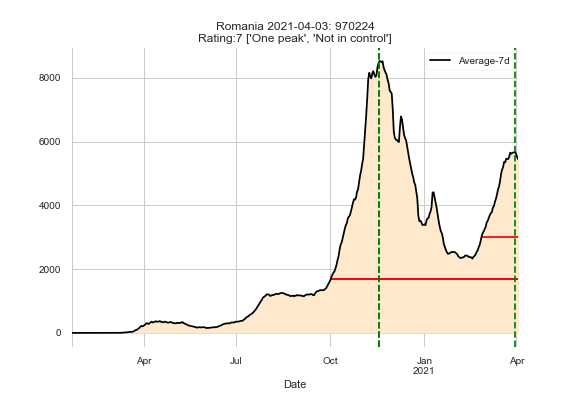 Romania 2021-04-03: 970224
Rating:7 ['One peak', 'Not in control']
Average-7d
8000
6000
4000
2000
0
Apr
Jul
Oct
Jan
2021
Apr
Date